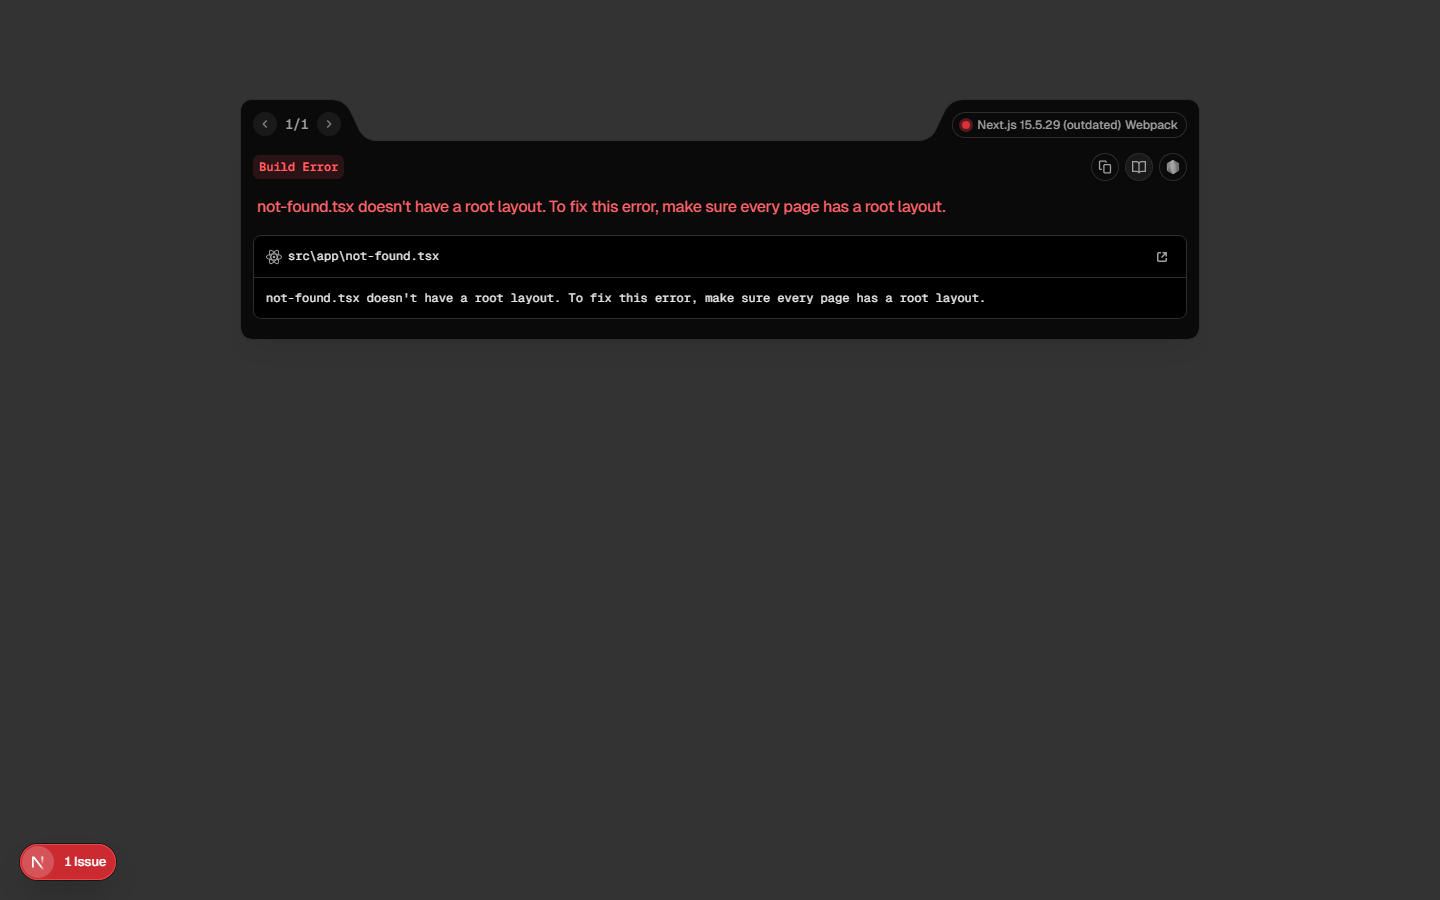 1/1
Next.js 15.5.29 (outdated) Webpack
Build Error
not-found.tsx doesn't have a root layout. To fix this error, make sure every page has a root layout.
src\app\not-found.tsx
not-found.tsx doesn't have a root layout. To fix this error, make sure every page has a root layout.
1 Issue